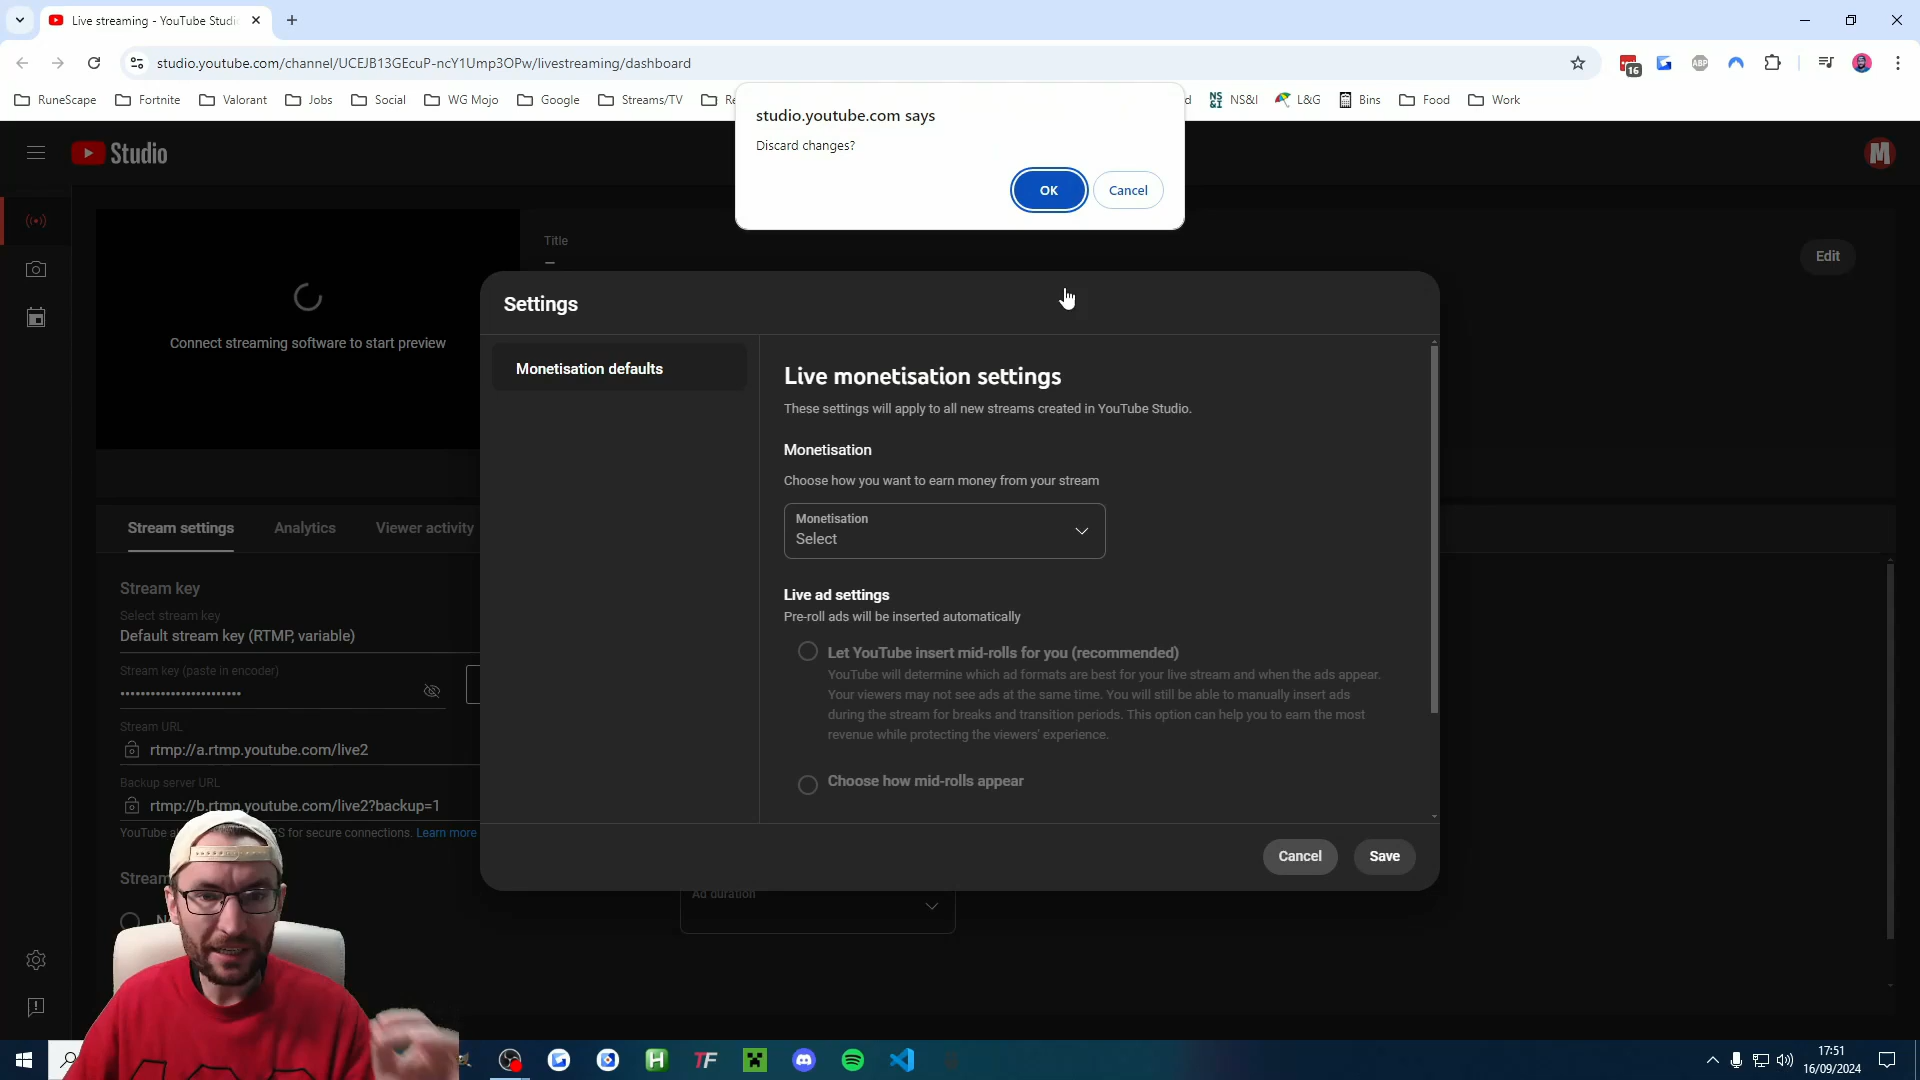 Live streaming - YouTube Studi
studio.youtube.com/channel/UCEJB13GEcuP-ncY1Ump3OPw/livestreaming/dashboard
16
ABP
RuneScape
Fortnite
Valorant
Jobs
Social
WG Mojo
Google
Streams/TV
NS&I
NS&I
L&G
Bins
Food
Work
studio.youtube.com says
Discard changes?
OK
Cancel
Studio
M
Title
–
Edit
Connect streaming software to start preview
Settings
Monetisation defaults
Live monetisation settings
These settings will apply to all new streams created in YouTube Studio.
Monetisation
Choose how you want to earn money from your stream
Monetisation
Select
Live ad settings
Pre-roll ads will be inserted automatically
Let YouTube insert mid-rolls for you (recommended)
YouTube will determine which ad formats are best for your live stream and when the ads appear.
Your viewers may not see ads at the same time. You will still be able to manually insert ads
during the stream for breaks and transition periods. This option can help you to earn the most
revenue while protecting the viewers' experience.
Choose how mid-rolls appear
Cancel
Save
Stream settings
Analytics
Viewer activity
Stream key
Select stream key
Default stream key (RTMP, variable)
Stream key (paste in encoder)
••••••••••••••••••••••••
Stream URL
rtmp://a.rtmp.youtube.com/live2
Backup server URL
rtmp://b.rtmp.youtube.com/live2?backup=1
YouTube
for secure connections. Learn more
Stream
Ad duration
H
TF
17:51
16/09/2024